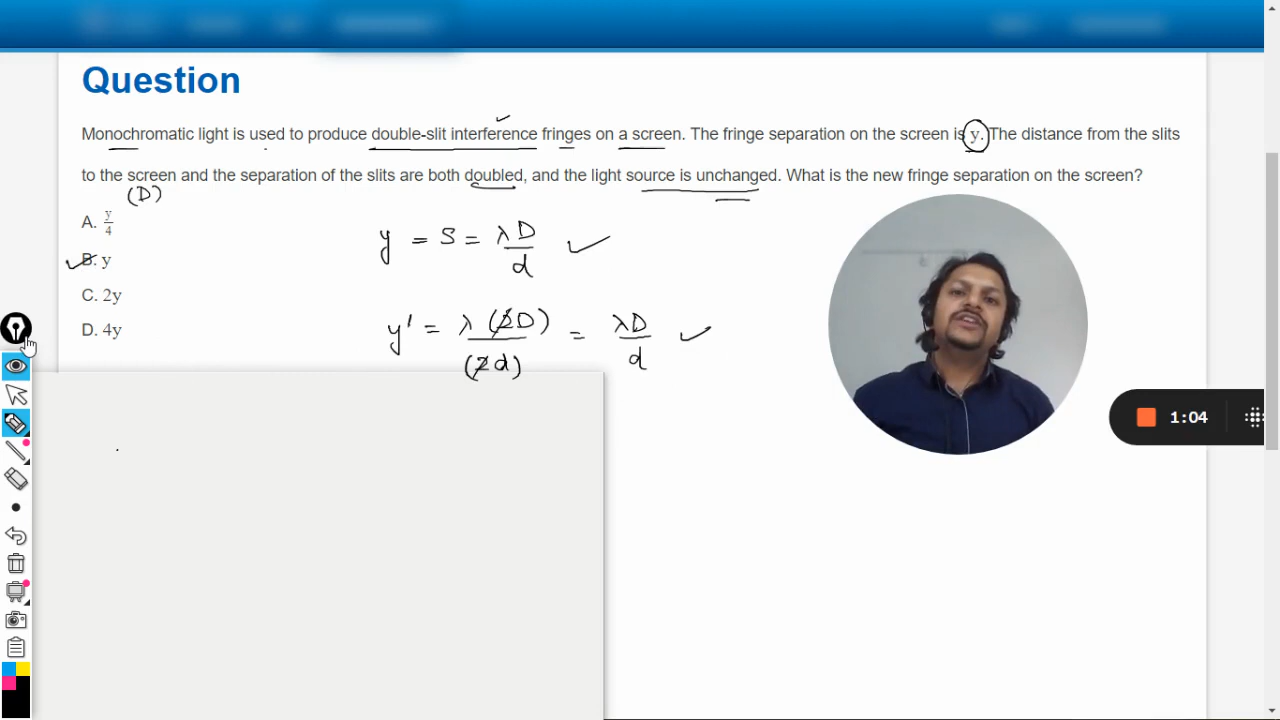 Question
Monochromatic light is used to produce double-slit interference fringes on a screen. The fringe separation on the screen is y. The distance from the slits
to the screen and the separation of the slits are both doubled, and the light source is unchanged. What is the new fringe separation on the screen?
(D)
A. y/4
B. y
C. 2y
D. 4y
y = S = λD/d
y' = λ(2D)/(2d) = λD/d
1:04